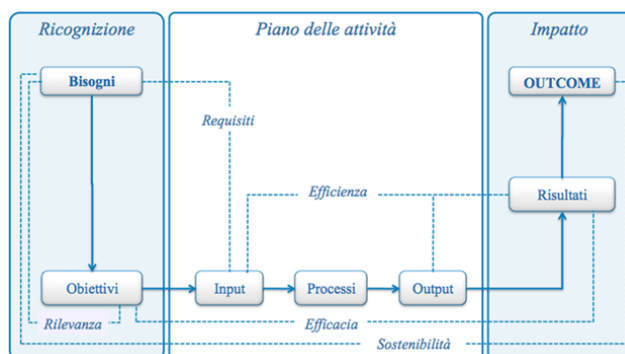 Ricognizione
Piano delle attività
Impatto
Bisogni
OUTCOME
Requisiti
Efficienza
Risultati
Obiettivi
Input
Processi
Output
Rilevanza
Efficacia
Sostenibilità